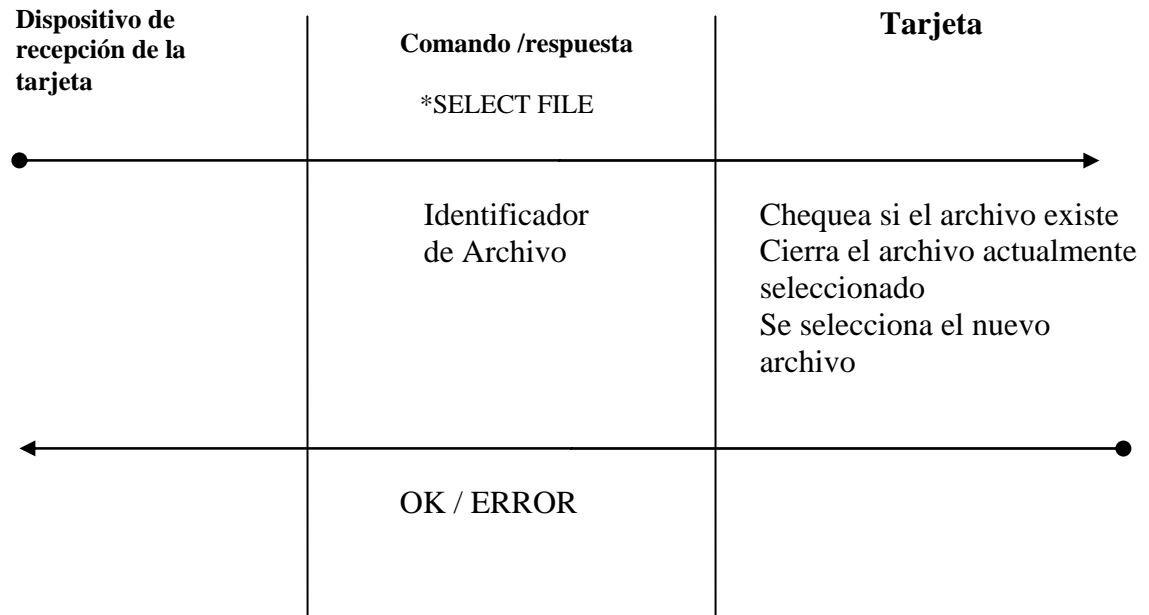 Dispositivo de
recepción de la
tarjeta
Comando /respuesta
*SELECT FILE
Tarjeta
Identificador
de Archivo
Chequea si el archivo existe
Cierra el archivo actualmente
seleccionado
Se selecciona el nuevo
archivo
OK / ERROR